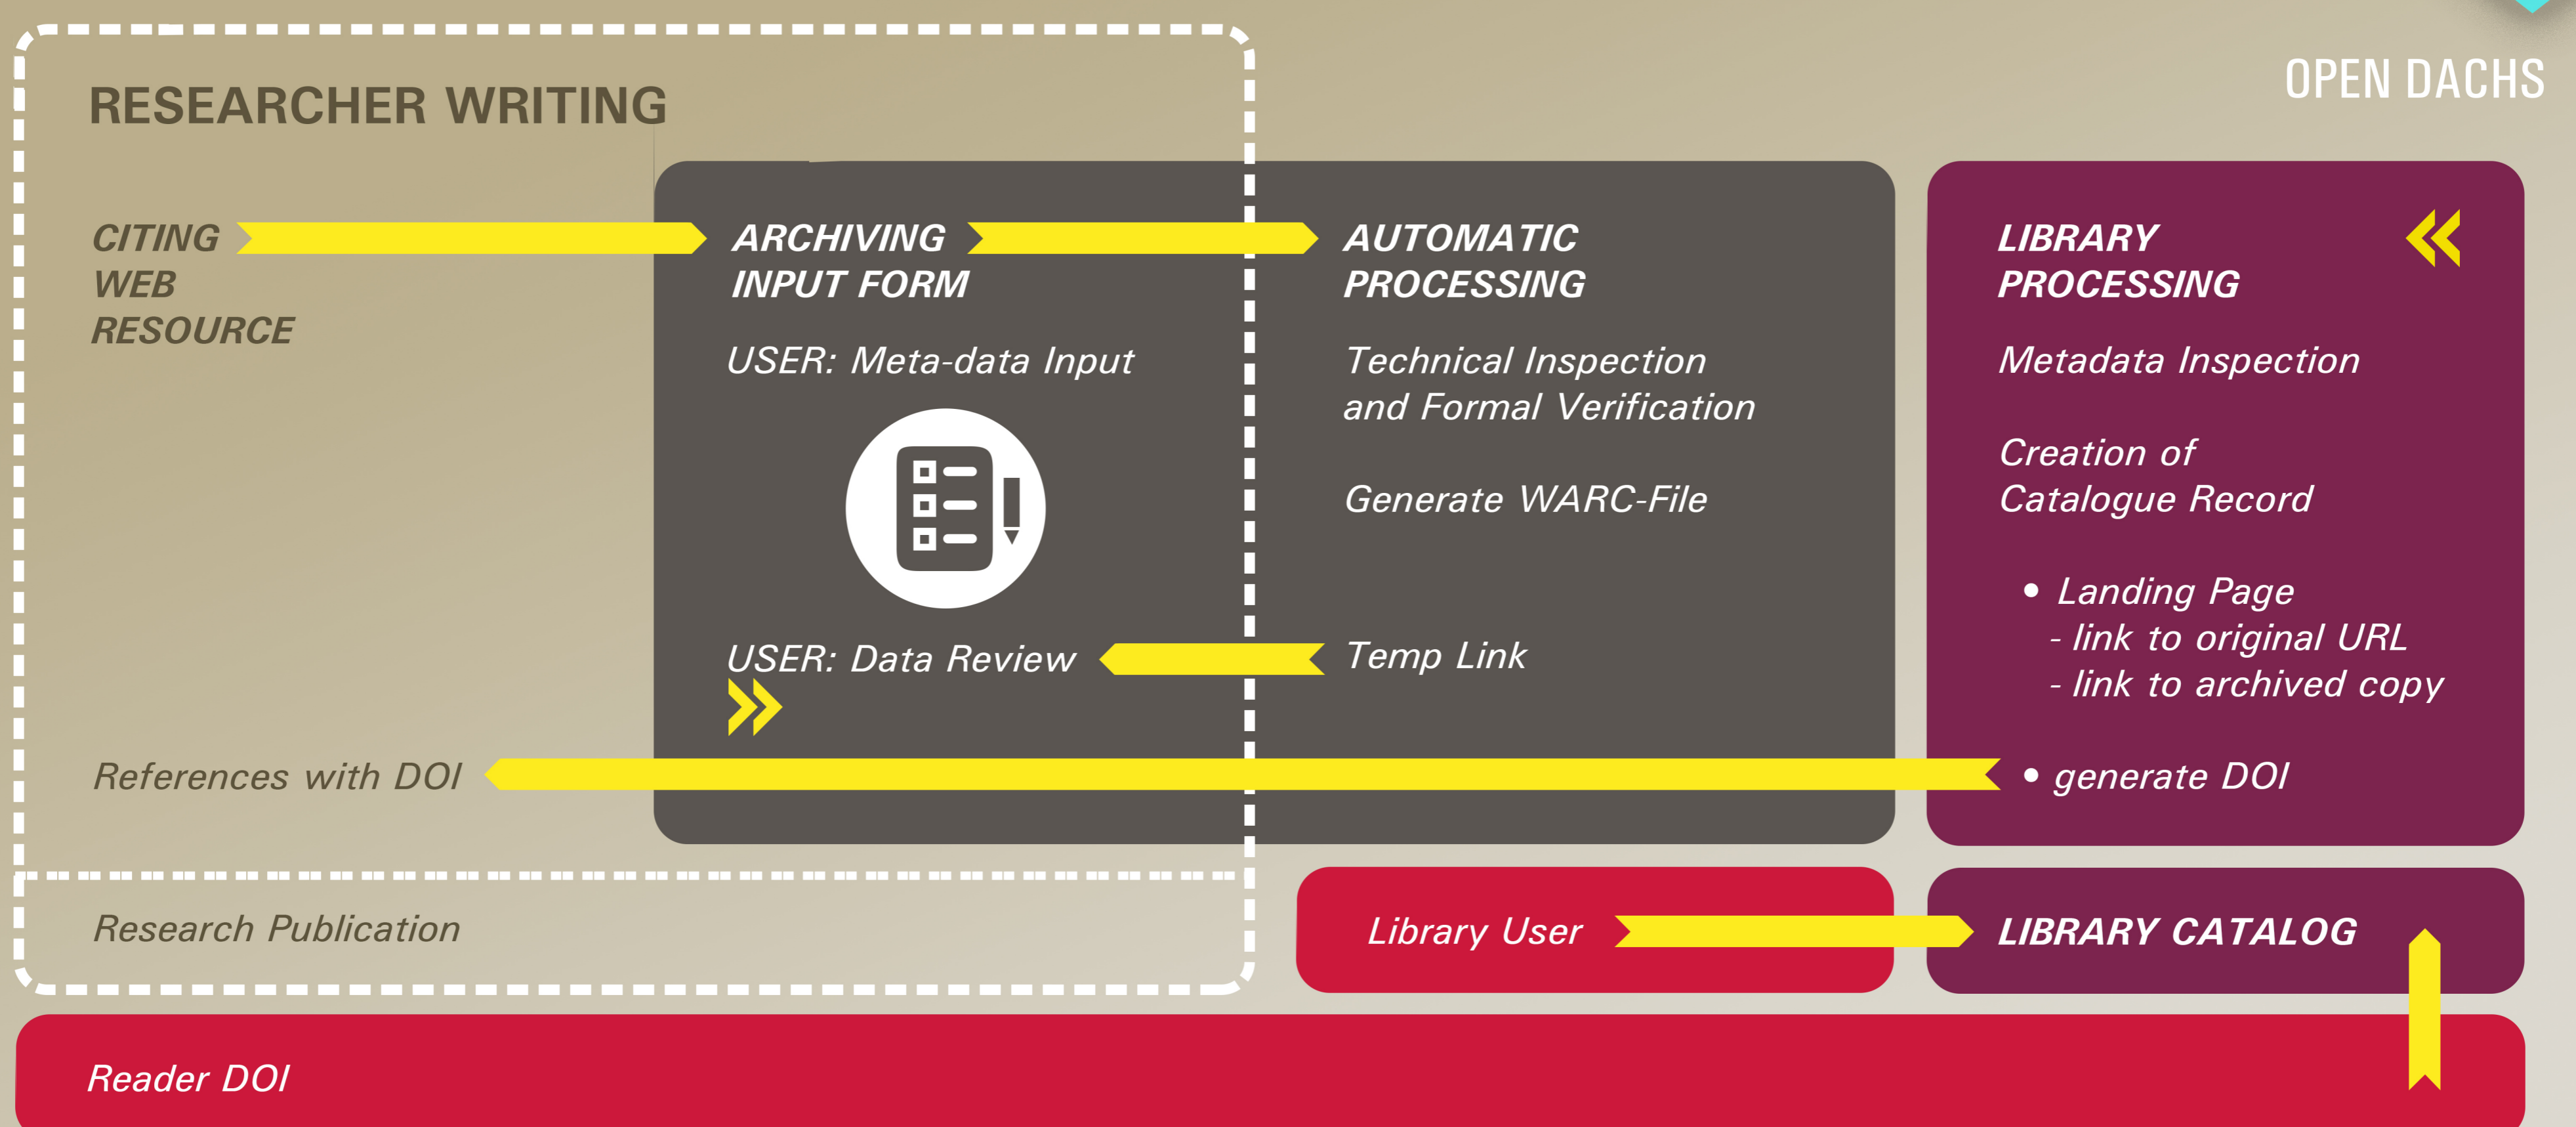 OPEN DACHS
RESEARCHER WRITING
CITING
WEB
RESOURCE
References with DOI
Research Publication
ARCHIVING
INPUT FORM
USER: Meta-data Input
USER: Data Review
AUTOMATIC
PROCESSING
Technical Inspection
and Formal Verification
Generate WARC-File
Temp Link
LIBRARY
PROCESSING
Metadata Inspection
Creation of
Catalogue Record
• Landing Page
- link to original URL
- link to archived copy
• generate DOI
Library User
LIBRARY CATALOG
Reader DOI